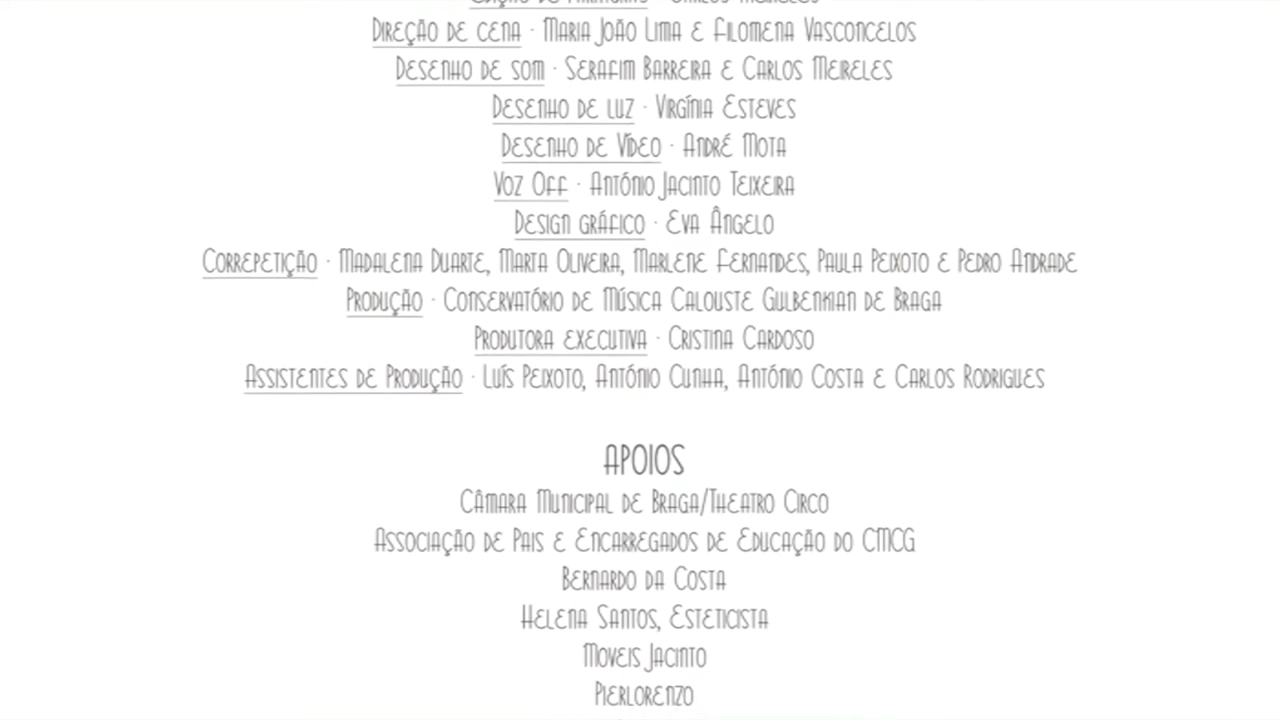 Direção de cena · Maria João Lima e Filomena Vasconcelos
Desenho de som · Serafim Barreira e Carlos Meireles
Desenho de luz · Virgínia Esteves
Desenho de Vídeo · André Mota
Voz Off · António Jacinto Teixeira
Design gráfico · Eva Ângelo
Correpetição · Madalena Duarte, Marta Oliveira, Marlene Fernandes, Paula Peixoto e Pedro Andrade
Produção · Conservatório de Música Calouste Gulbenkian de Braga
Produtora executiva · Cristina Cardoso
Assistentes de Produção · Luís Peixoto, António Cunha, António Costa e Carlos Rodrigues
APOIOS
Câmara Municipal de Braga/Theatro Circo
Associação de Pais e Encarregados de Educação do CMCG
Bernardo da Costa
Helena Santos, Esteticista
Moveis Jacinto
Pierlorenzo